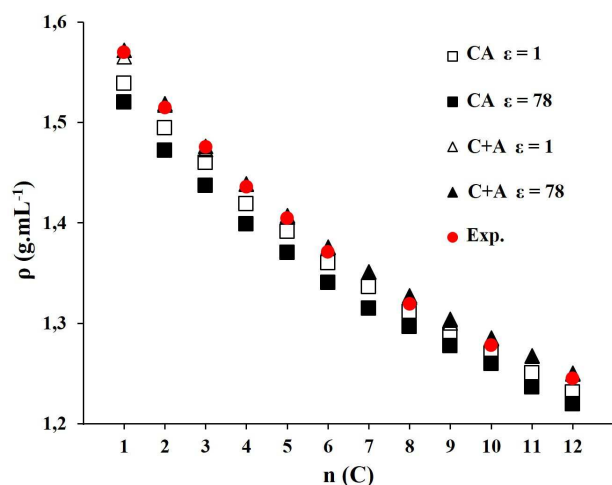 1,6
1,5
1,4
1,3
1,2
ρ (g.mL⁻¹)
CA ε = 1
CA ε = 78
C+A ε = 1
C+A ε = 78
Exp.
1 2 3 4 5 6 7 8 9 10 11 12
n (C)